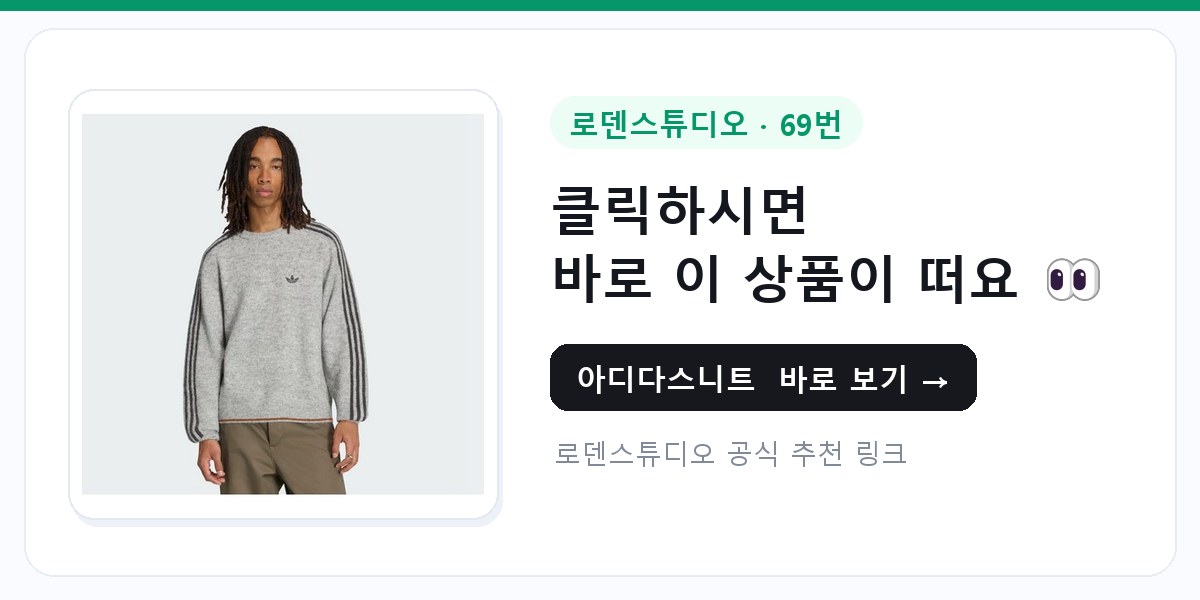 로덴스튜디오 · 69번
클릭하시면
바로 이 상품이 떠요 👀
아디다스니트 바로 보기 →
로덴스튜디오 공식 추천 링크